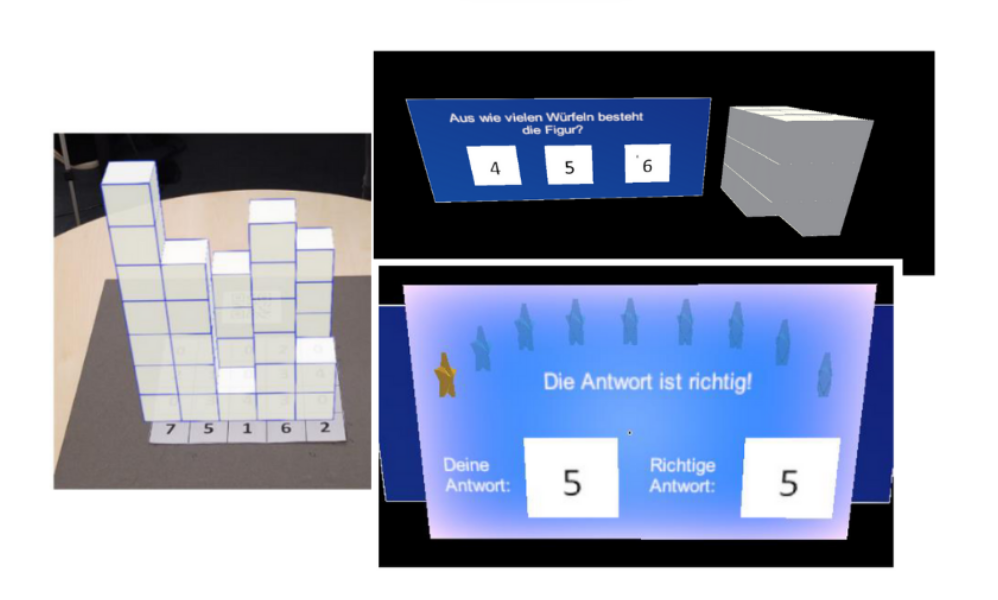 7 5 1 6 2
Aus wie vielen Würfeln besteht
die Figur?
4 5 6
Die Antwort ist richtig!
Deine
Antwort:
5
Richtige
Antwort:
5